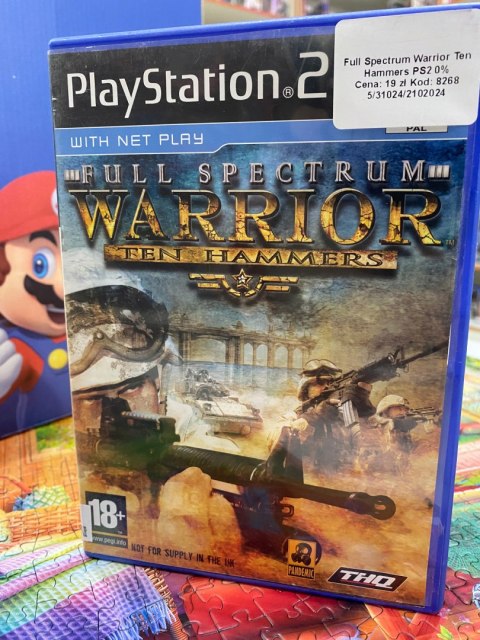 Full Spectrum Warrior Ten
Hammers PS2 0%
Cena: 19 zł Kod: 8268
5/31024/2102024
PlayStation®2
PAL
WITH NET PLAY
FULL SPECTRUM
WARRIOR™
TEN HAMMERS
18+
www.pegi.info
NOT FOR SUPPLY IN THE UK
PANDEMIC
THQ